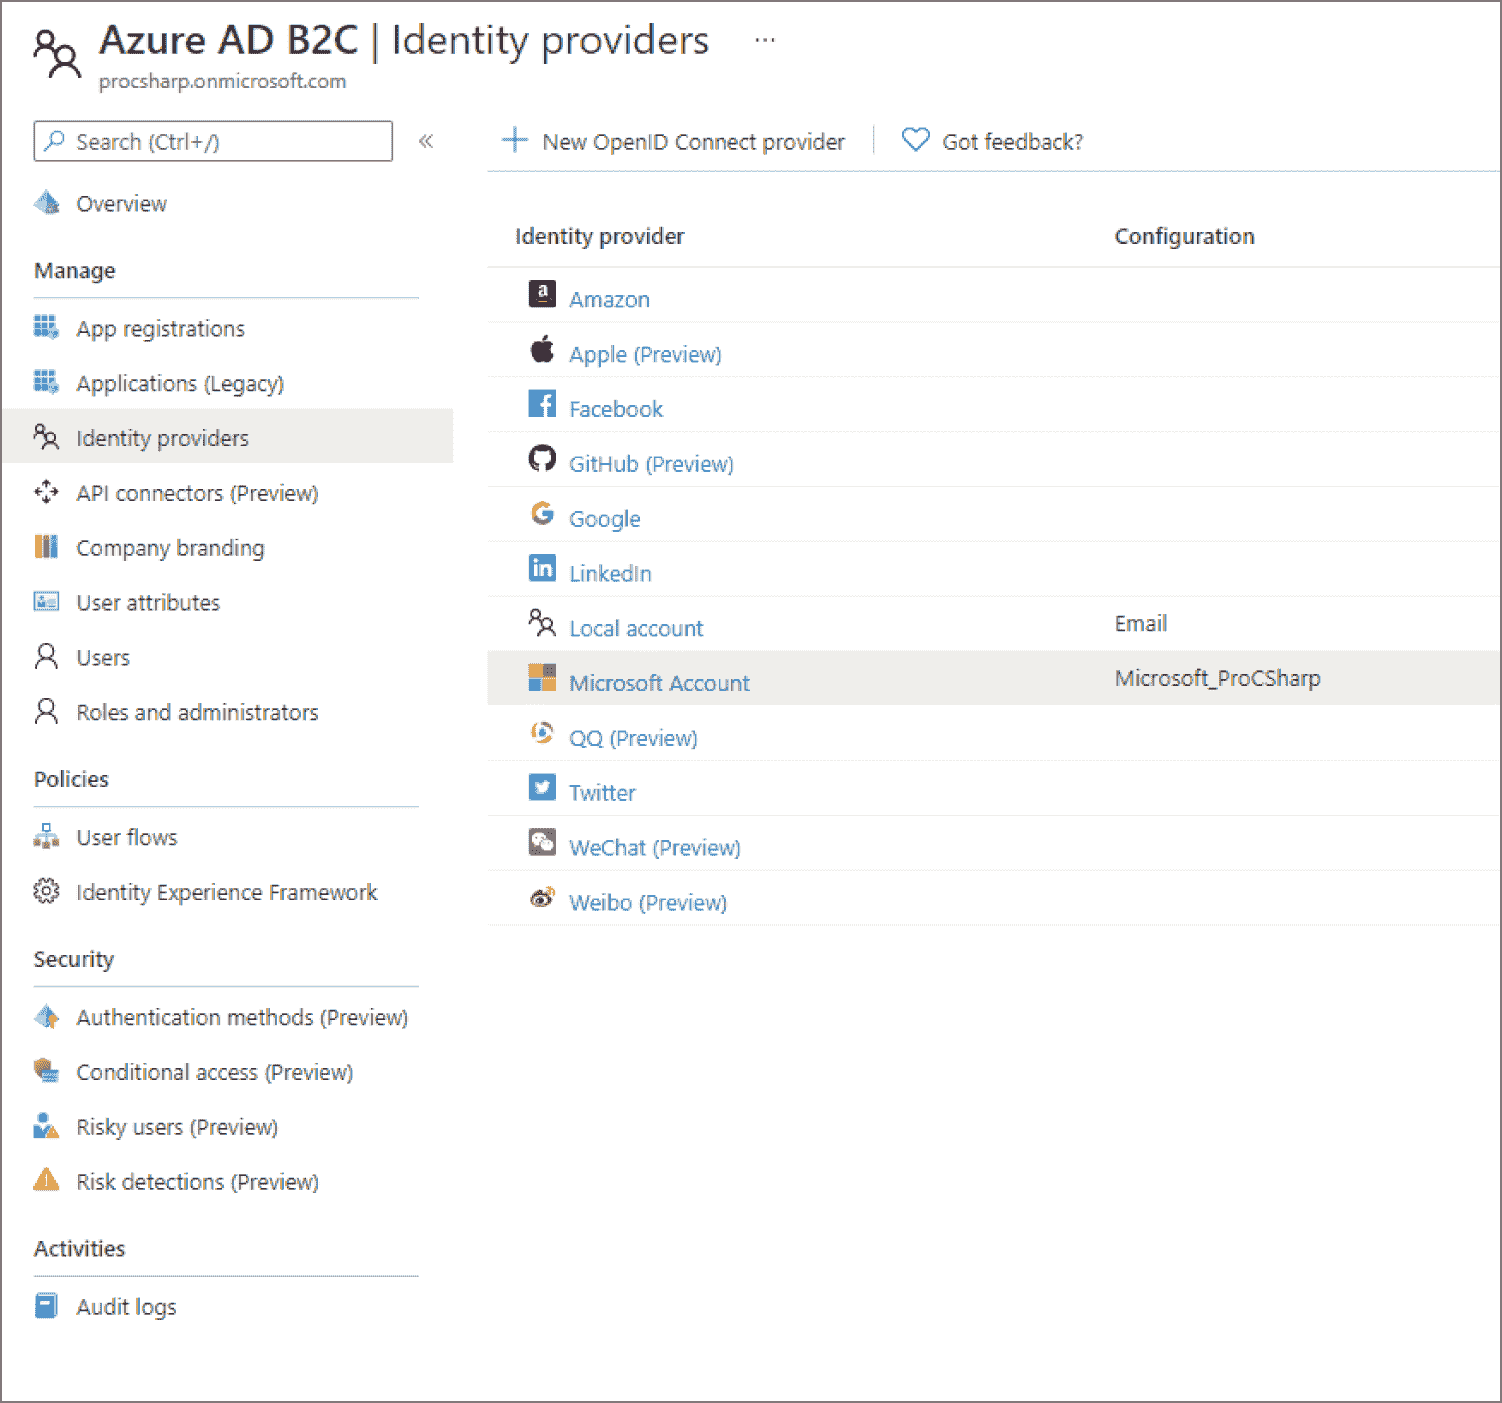 Azure AD B2C | Identity providers ...
procsharp.onmicrosoft.com
Search (Ctrl+/)
«
New OpenID Connect provider
Got feedback?
Overview
Manage
App registrations
Applications (Legacy)
Identity providers
API connectors (Preview)
Company branding
User attributes
Users
Roles and administrators
Policies
User flows
Identity Experience Framework
Security
Authentication methods (Preview)
Conditional access (Preview)
Risky users (Preview)
Risk detections (Preview)
Activities
Audit logs
Identity provider Configuration
Amazon
Apple (Preview)
Facebook
GitHub (Preview)
Google
LinkedIn
Local account Email
Microsoft Account Microsoft_ProCSharp
QQ (Preview)
Twitter
WeChat (Preview)
Weibo (Preview)